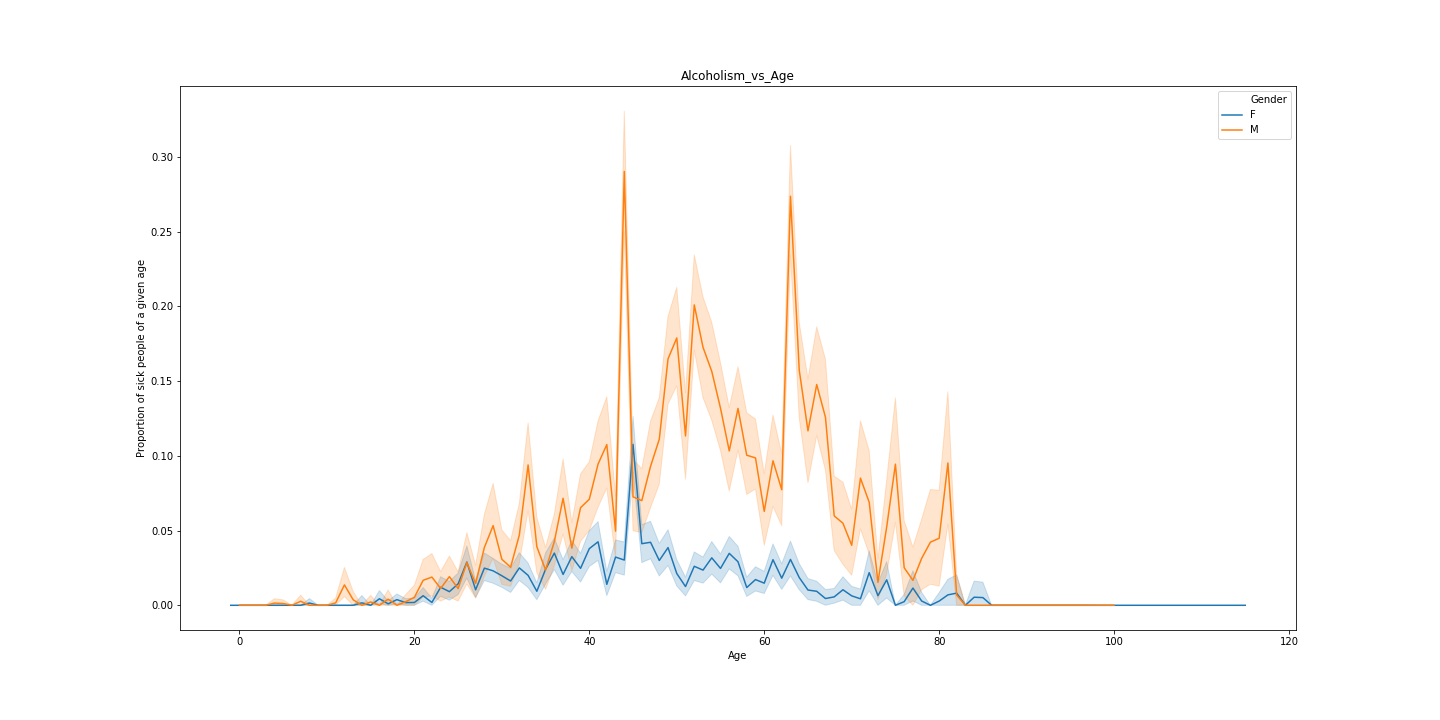 Alcoholism_vs_Age
Gender
F
M
0.30
0.25
0.20
0.15
0.10
0.05
0.00
Proportion of sick people of a given age
0 20 40 60 80 100 120
Age